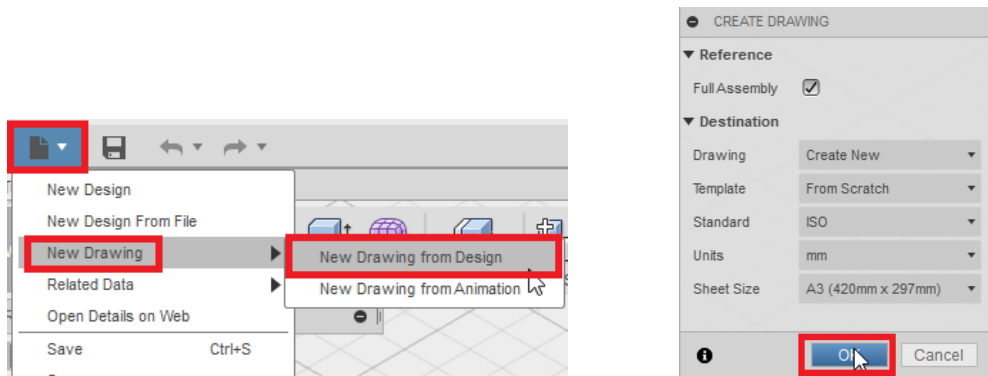 New Design
New Design From File
New Drawing
New Drawing from Design
Related Data
New Drawing from Animation
Open Details on Web
Save Ctrl+S
CREATE DRAWING
Reference
Full Assembly
Destination
Drawing Create New
Template From Scratch
Standard ISO
Units mm
Sheet Size A3 (420mm x 297mm)
OK Cancel